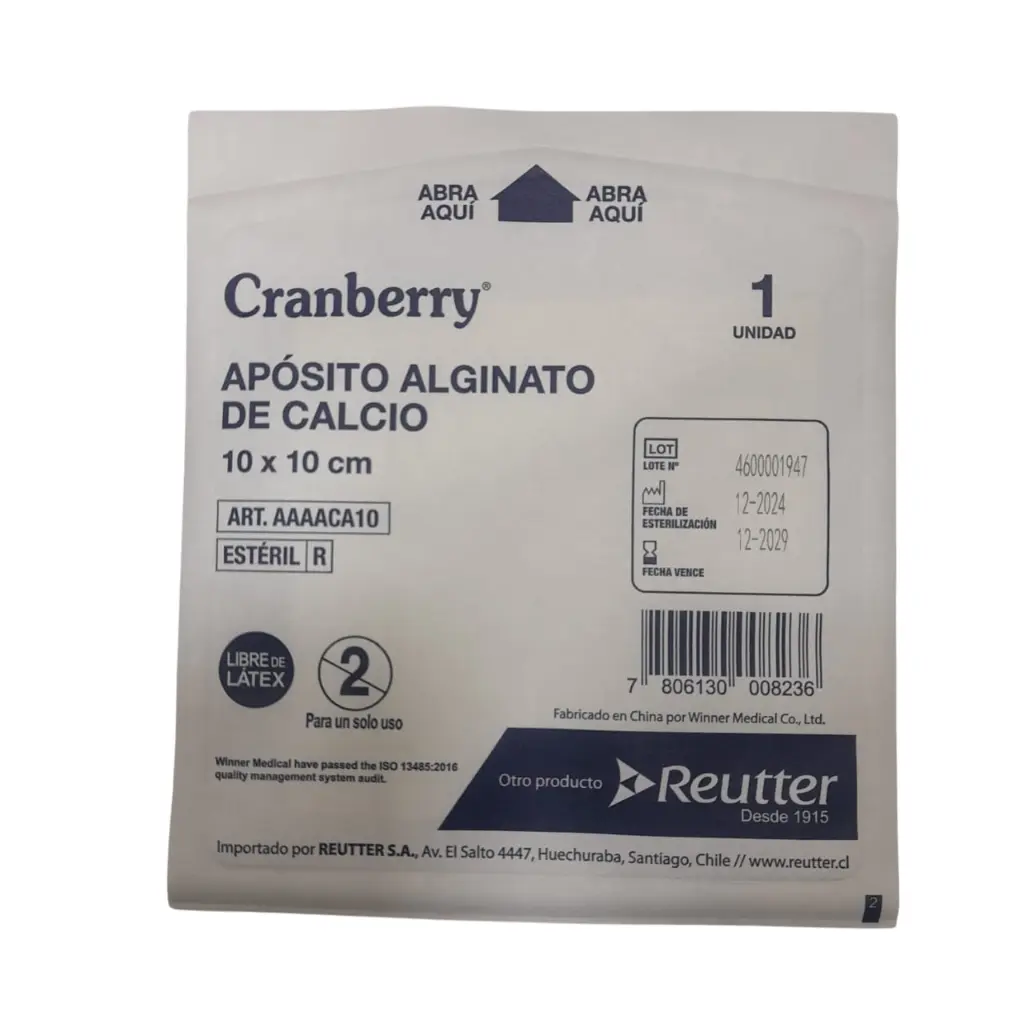 ABRA AQUÍ
ABRA AQUÍ
Cranberry®
1
UNIDAD
APÓSITO ALGINATO
DE CALCIO
10 x 10 cm
ART. AAAACA10
ESTÉRIL R
LOT
LOTE Nº
4600001947
FECHA DE
ESTERILIZACIÓN
12-2024
FECHA VENCE
12-2029
LIBRE DE
LÁTEX
2
Para un solo uso
7 806130 008236
Fabricado en China por Winner Medical Co., Ltd.
Winner Medical have passed the ISO 13485:2016
quality management system audit.
Otro producto
Reutter
Desde 1915
Importado por REUTTER S.A., Av. El Salto 4447, Huechuraba, Santiago, Chile // www.reutter.cl
2